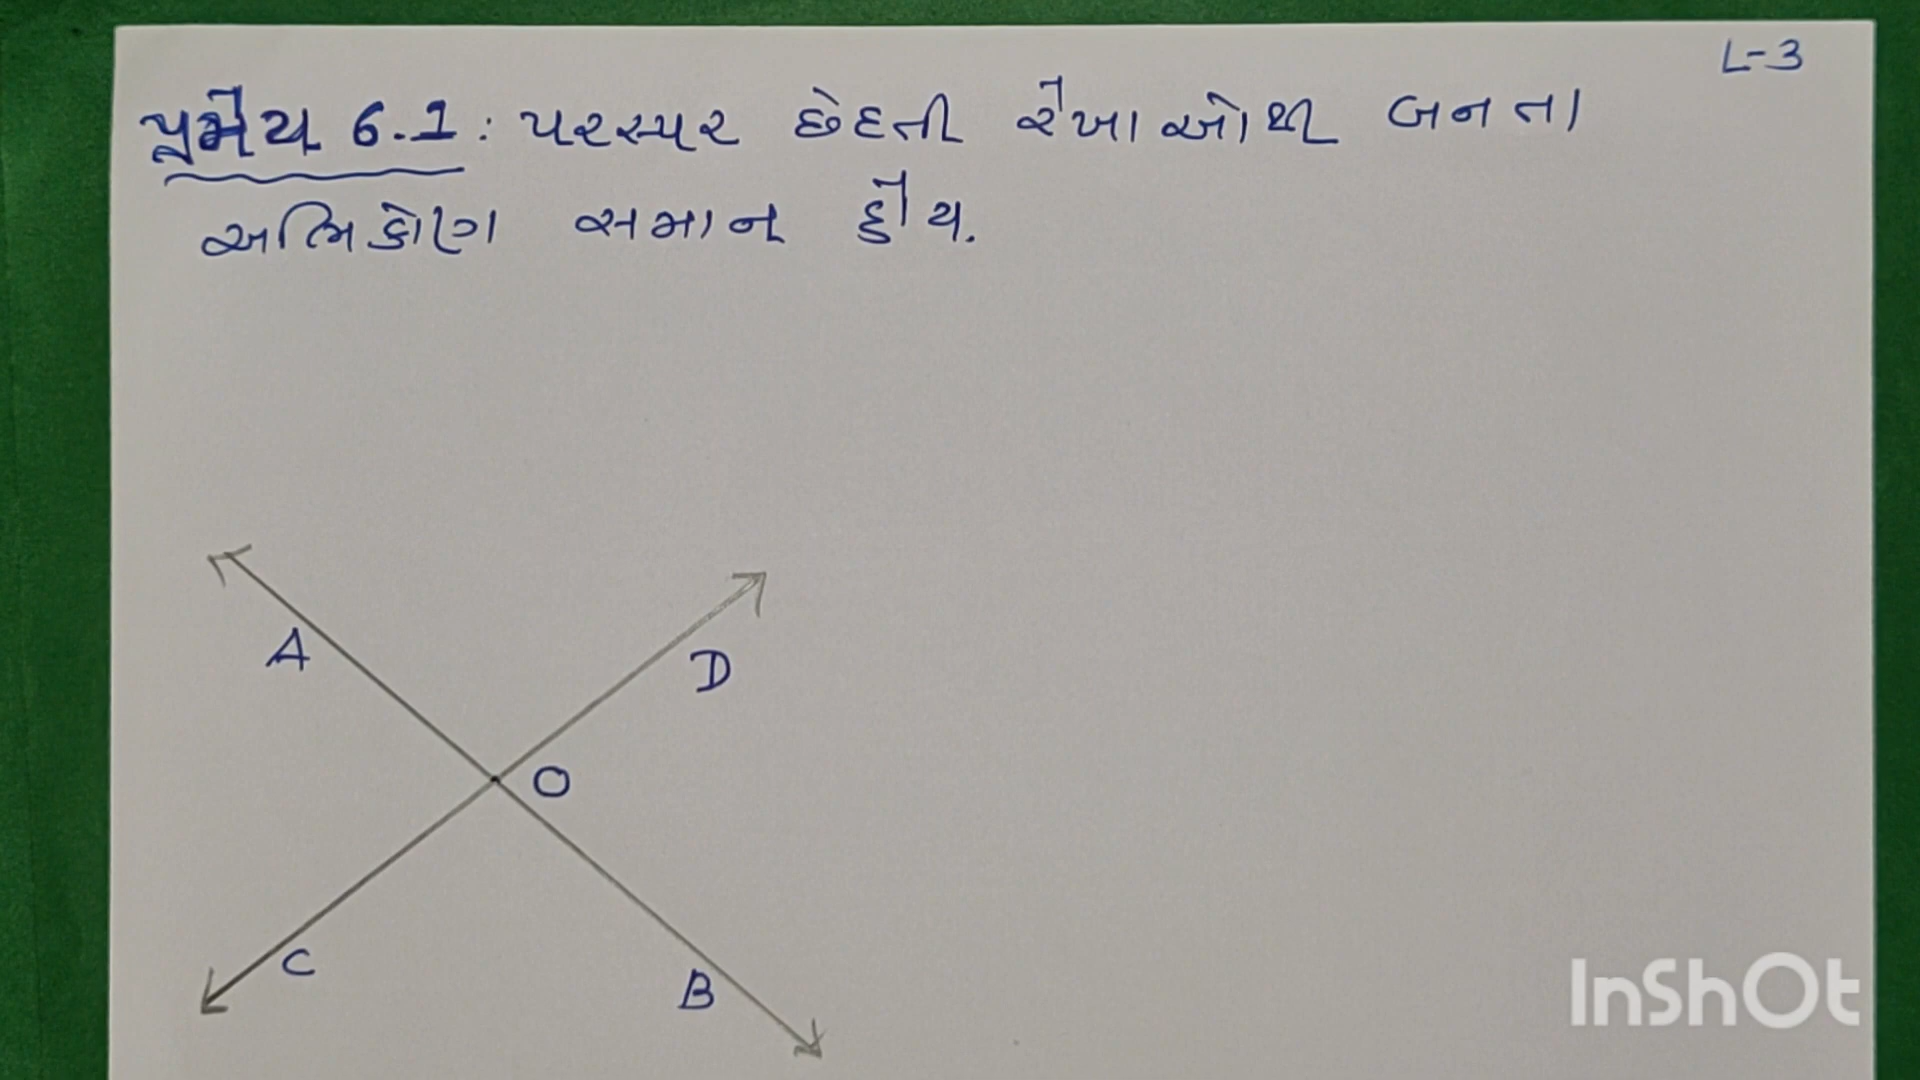 L-3
પ્રમેય 6.1 : પરસ્પર છેદતી રેખાઓથી બનતા
અભિકોણ સમાન હોય.
A
D
O
C
B
InShOt